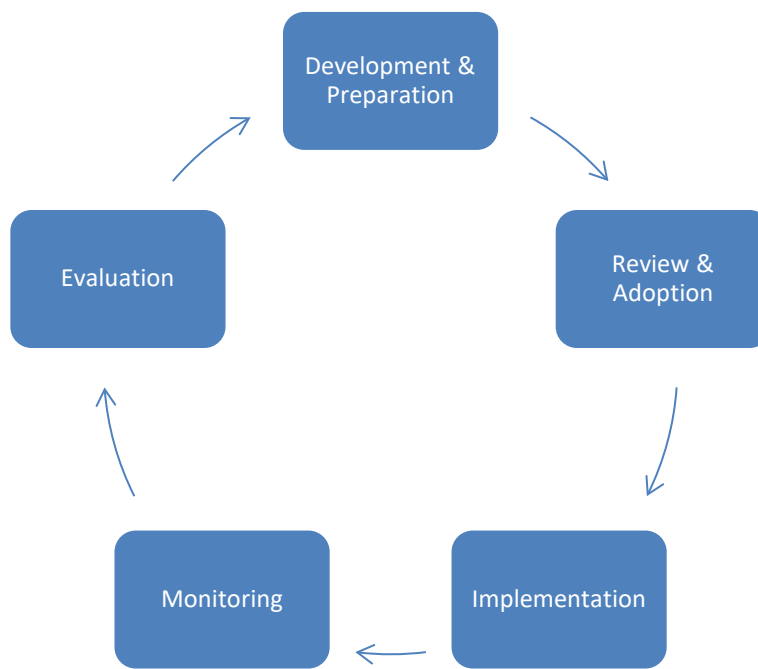 Development &
Preparation
Review &
Adoption
Implementation
Monitoring
Evaluation